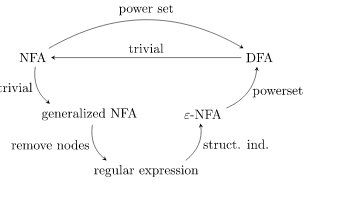 power set
NFA
trivial
DFA
trivial
powerset
generalized NFA
ε-NFA
remove nodes
struct. ind.
regular expression